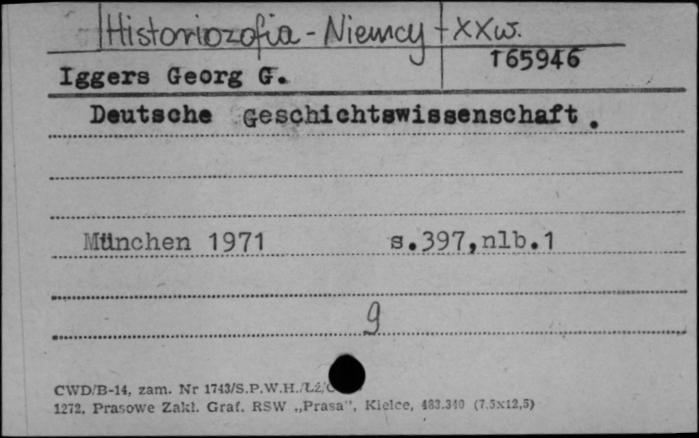 Historiozofia - Niemcy + XXw.
T65946
Iggers Georg G.
Deutsche Geschichtswissenschaft.
München 1971 s.397,nlb.1
9
CWD/B-14, zam. Nr 1743/S.P.W.H./Łż/
1272. Prasowe Zakł. Graf. RSW „Prasa", Kielce, 483.340 (7.5x12,5)